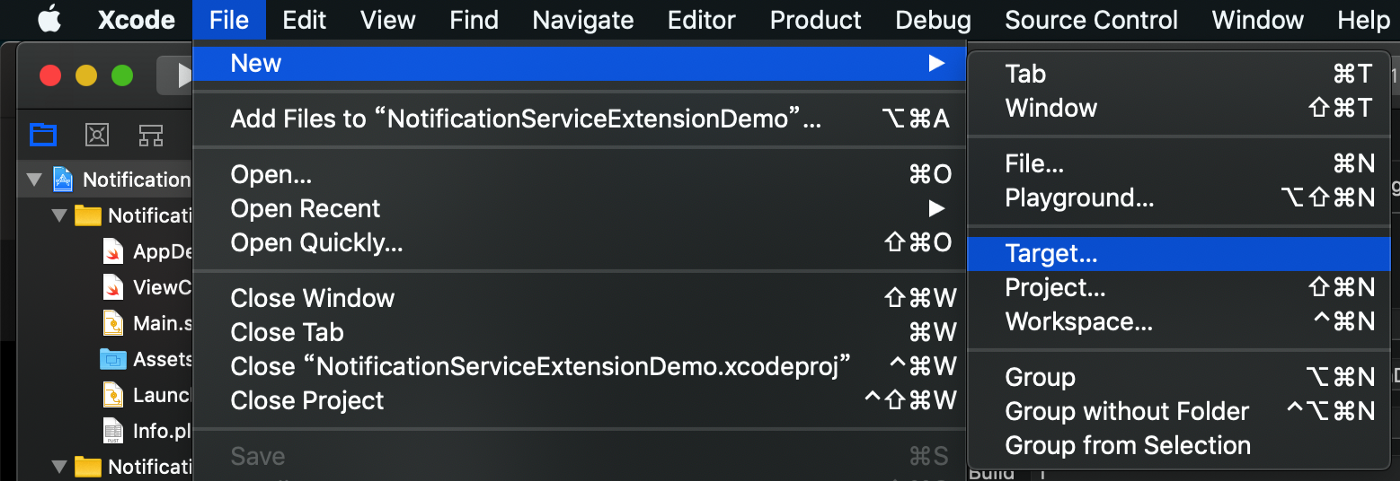 Xcode File Edit View Find Navigate Editor Product Debug Source Control Window Help
New
Add Files to “NotificationServiceExtensionDemo”... ⌥⌘A
Open... ⌘O
Open Recent
Open Quickly... ⇧⌘O
Close Window ⇧⌘W
Close Tab ⌘W
Close “NotificationServiceExtensionDemo.xcodeproj” ^⌘W
Close Project ^⇧⌘W
Save ⌘S
Tab ⌘T
Window ⇧⌘T
File... ⌘N
Playground... ⌥⇧⌘N
Target...
Project... ⇧⌘N
Workspace... ^⌘N
Group ⌥⌘N
Group without Folder ^⌥⌘N
Group from Selection
Notification
Notificati
AppDe
ViewC
Main.s
Assets
Launc
Info.pl
Notificati
Build 1